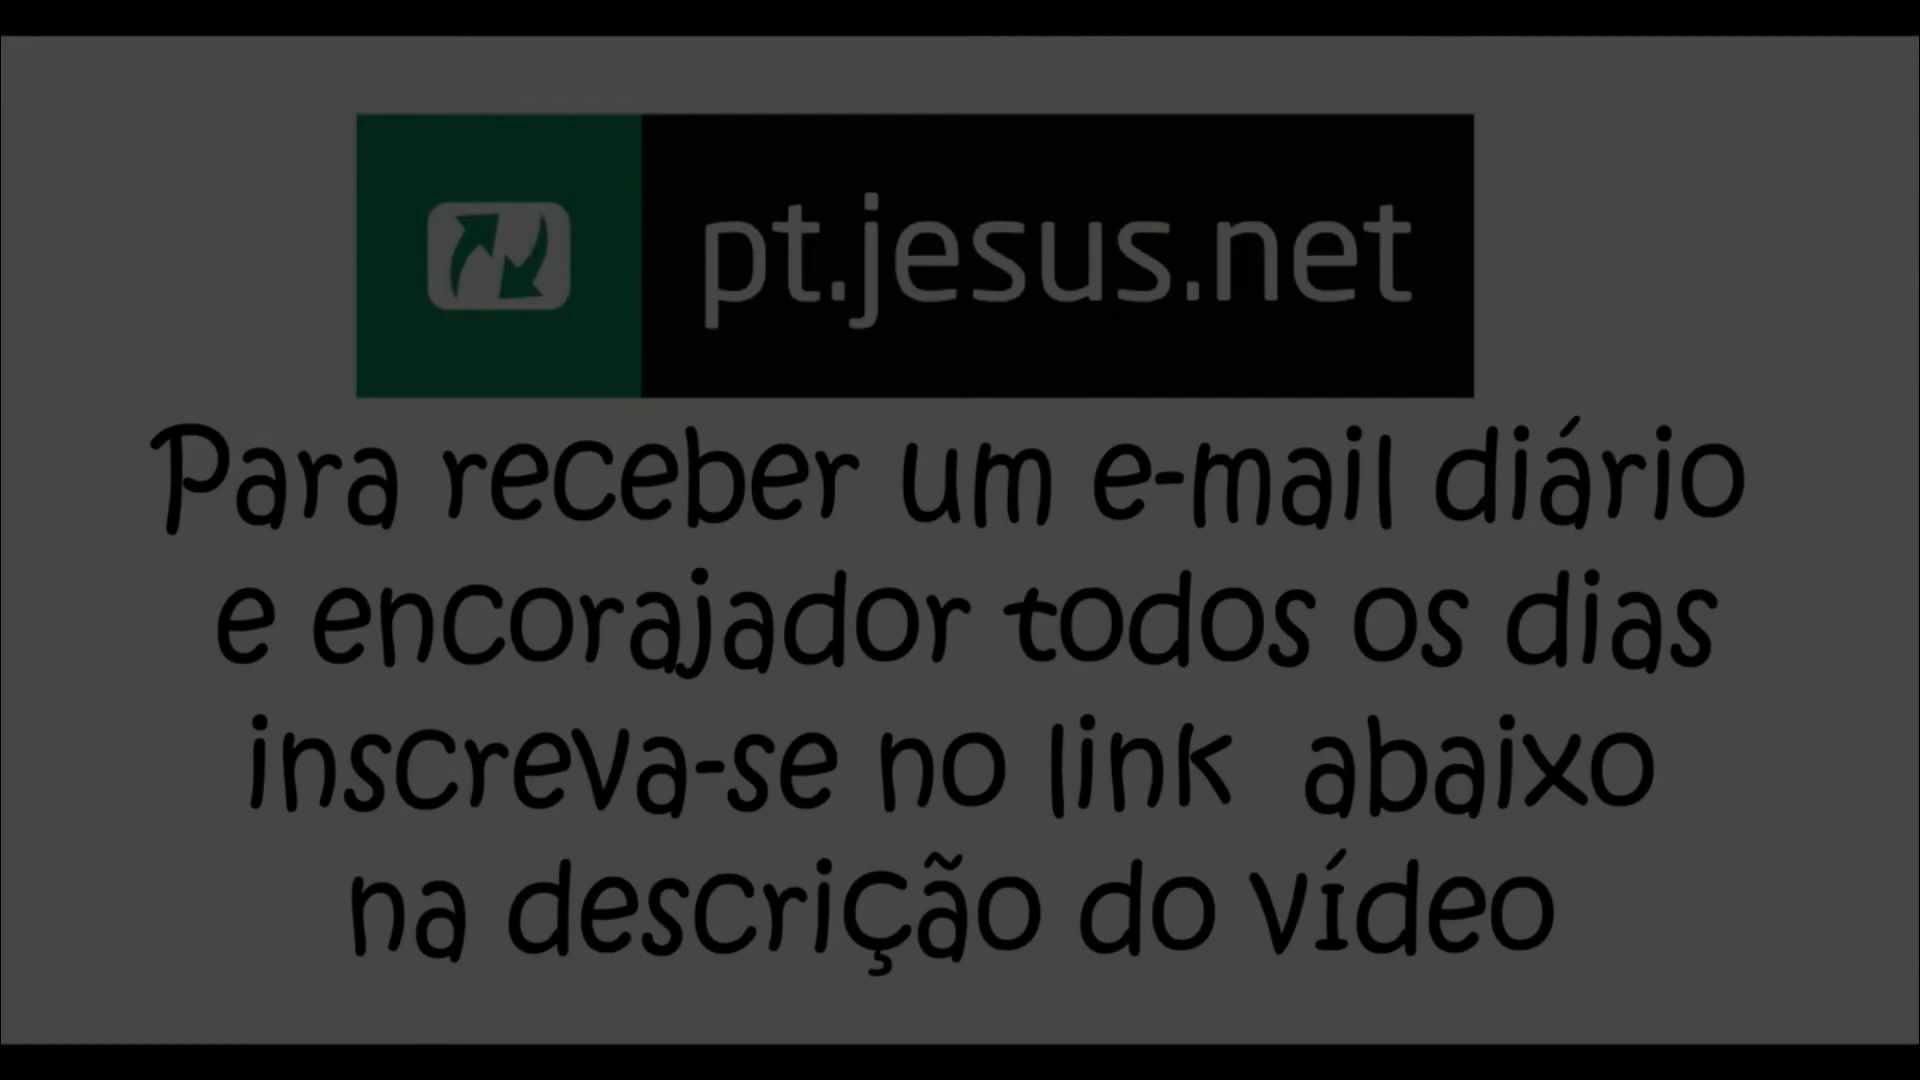 pt.jesus.net
Para receber um e-mail diário
e encorajador todos os dias
inscreva-se no link abaixo
na descrição do vídeo